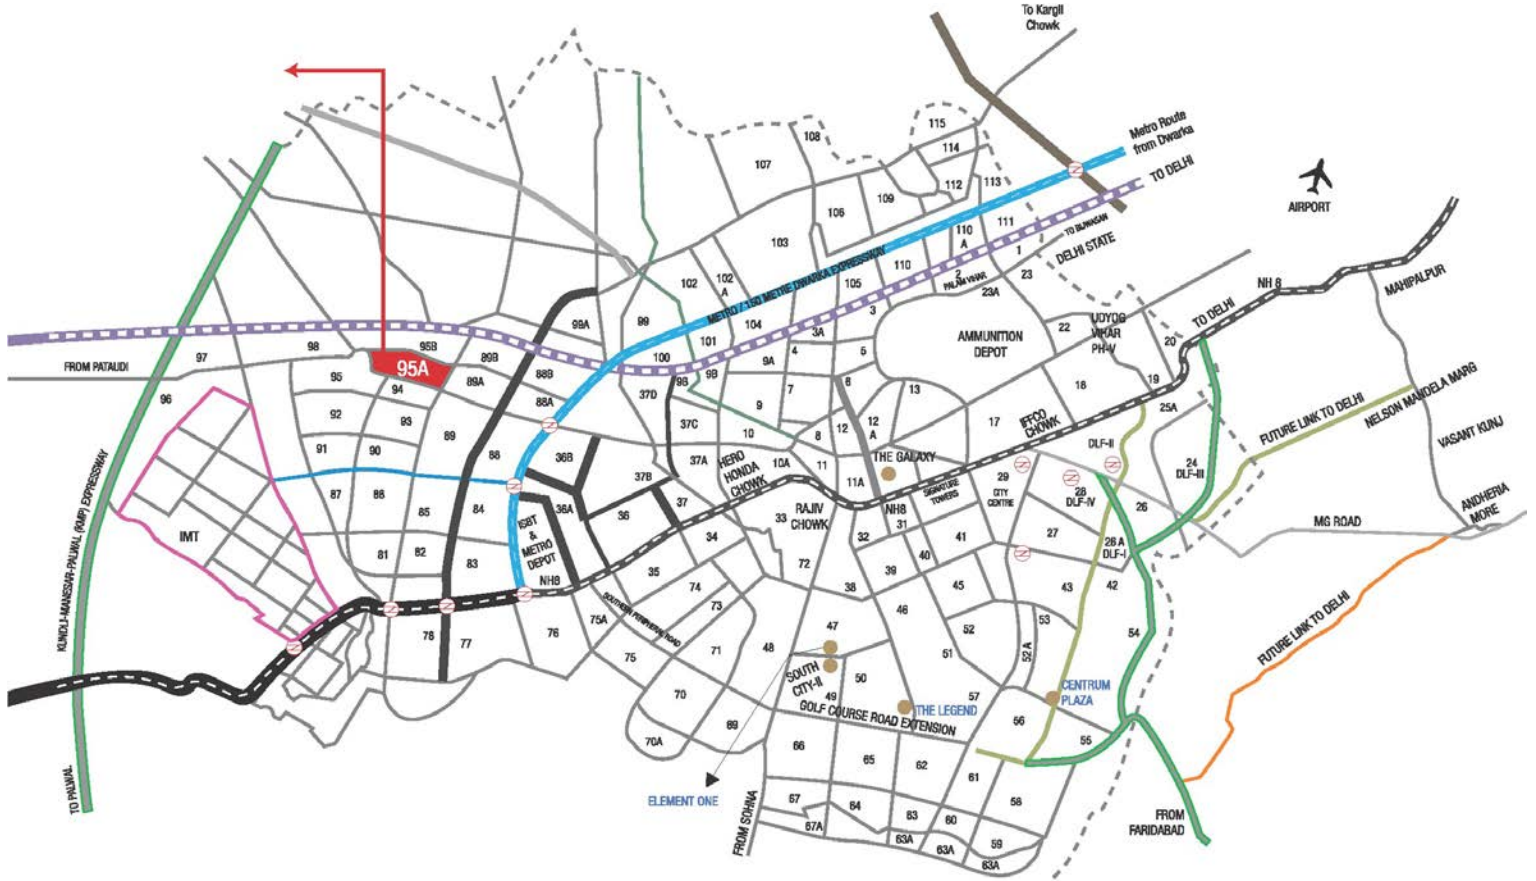 To Kargil
Chowk
115
108
Metro Route
from Dwarka
114
107
112
113
TO DELHI
109
106
111
110
A
TO BIJWASAN
AIRPORT
103
DELHI STATE
1
110
2
PALAM VIHAR
23
METRO / 150 METRE DWARKA EXPRESSWAY
102
102
A
105
23A
NH 8
MAHIPALPUR
3
99A
99
104
3A
TO DELHI
22
UDYOG
VIHAR
PH-V
AMMUNITION
DEPOT
20
98
95B
101
97
89B
100
9A
4
5
FROM PATAUDI
95A
88B
9B
9B
95
89A
94
37D
7
6
13
18
19
96
88A
9
25A
92
93
37C
12
12
A
17
IFFCO
CHOWK
FUTURE LINK TO DELHI
NELSON MANDELA MARG
89
10
8
DLF-II
VASANT KUNJ
91
90
88
36B
37A
HERO
HONDA
CHOWK
10A
11
THE GALAXY
24
DLF-III
37B
29
CITY
CENTRE
28
DLF-IV
11A
SIGNATURE
TOWERS
87
86
84
36A
37
26
ANDHERIA
MORE
85
36
33
RAJIV
CHOWK
NH8
31
MG ROAD
KUNDLI-MANESAR-PALWAL (KMP) EXPRESSWAY
IMT
ISBT
&
METRO
DEPOT
34
32
41
27
26 A
DLF-I
81
82
83
NH8
35
72
40
39
38
45
43
42
74
73
SOUTHERN PERIPHERAL ROAD
46
75A
47
53
54
78
77
76
52
FUTURE LINK TO DELHI
75
71
48
51
52 A
SOUTH
CITY-II
50
CENTRUM
PLAZA
70
49
57
THE LEGEND
GOLF COURSE ROAD EXTENSION
56
69
70A
66
55
65
62
61
TO PALWAL
ELEMENT ONE
67
64
58
63
60
67A
FROM SOHNA
63A
63A
59
63A
FROM
FARIDABAD